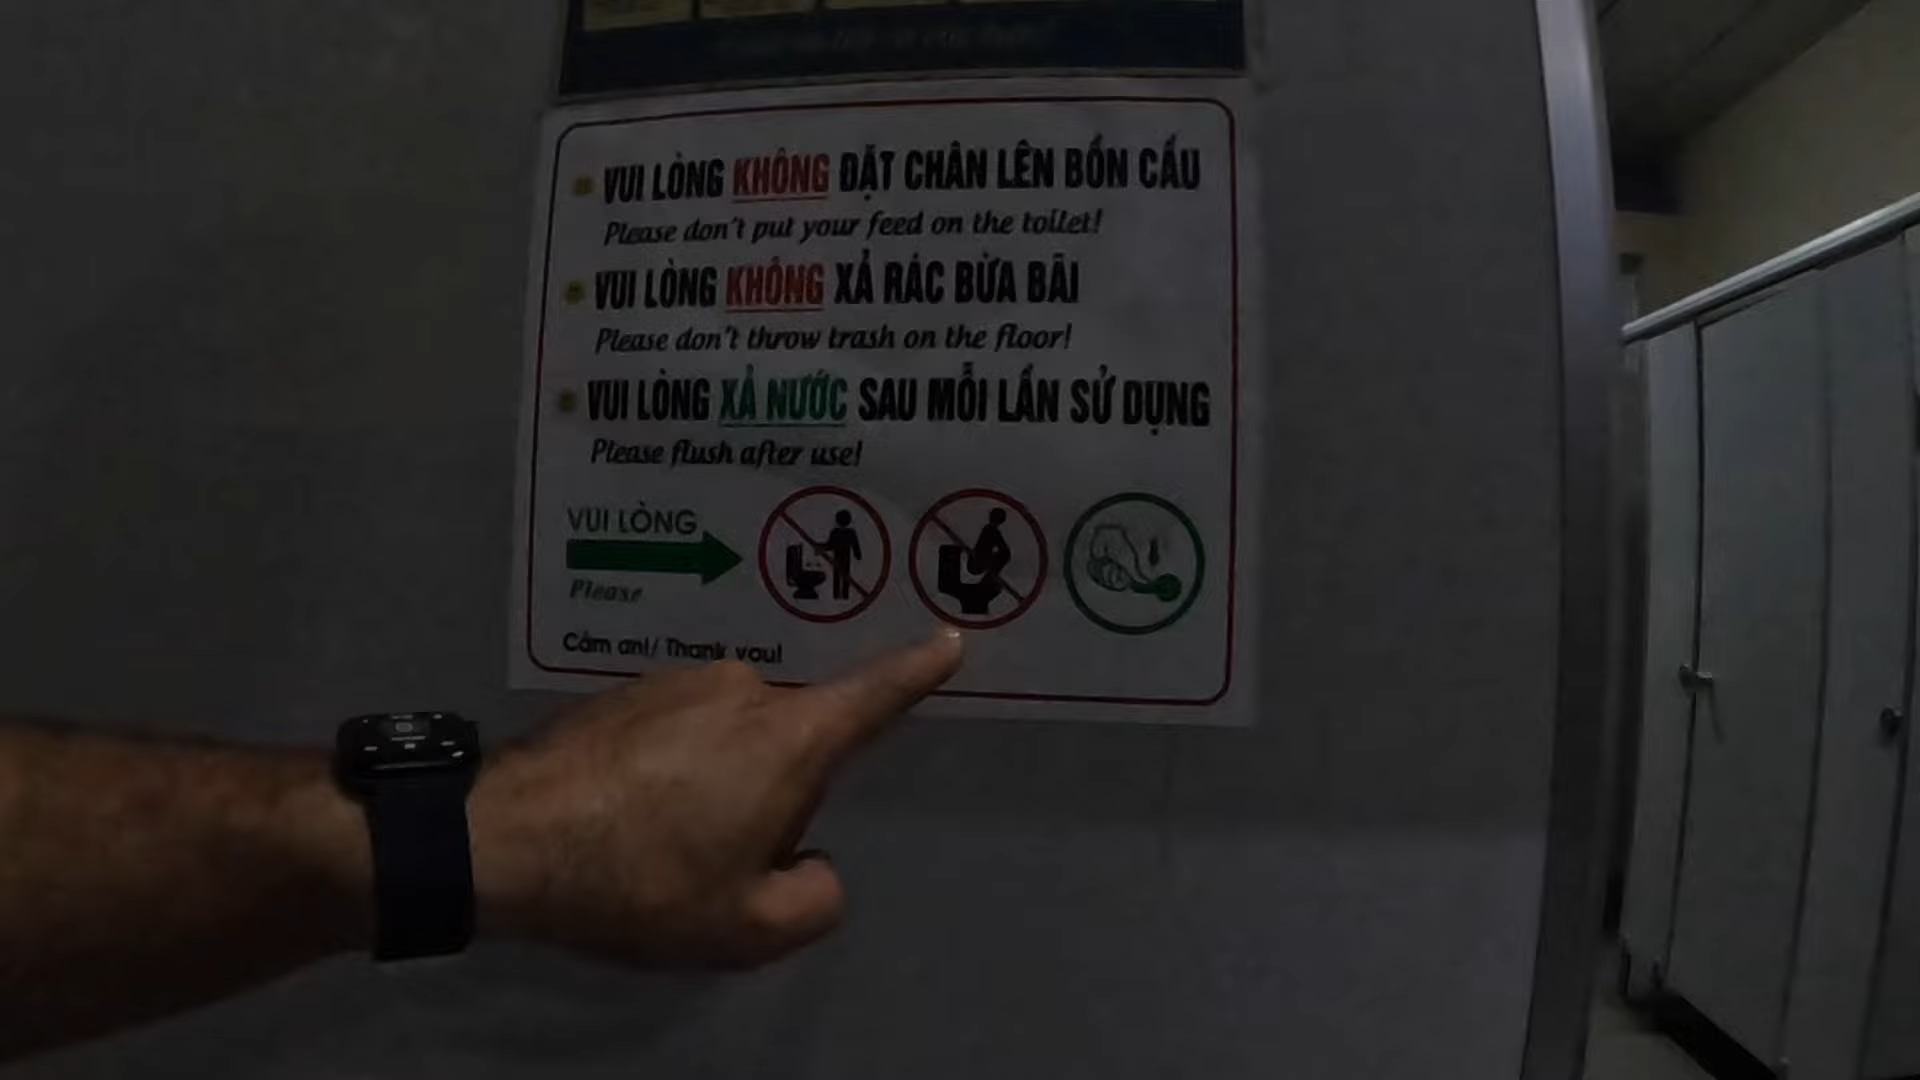 VUI LÒNG KHÔNG ĐẶT CHÂN LÊN BỒN CẦU
Please don't put your feed on the toilet!
VUI LÒNG KHÔNG XẢ RÁC BỪA BÃI
Please don't throw trash on the floor!
VUI LÒNG XẢ NƯỚC SAU MỖI LẦN SỬ DỤNG
Please flush after use!
VUI LÒNG
Please
Cám ơn!/ Thank you!